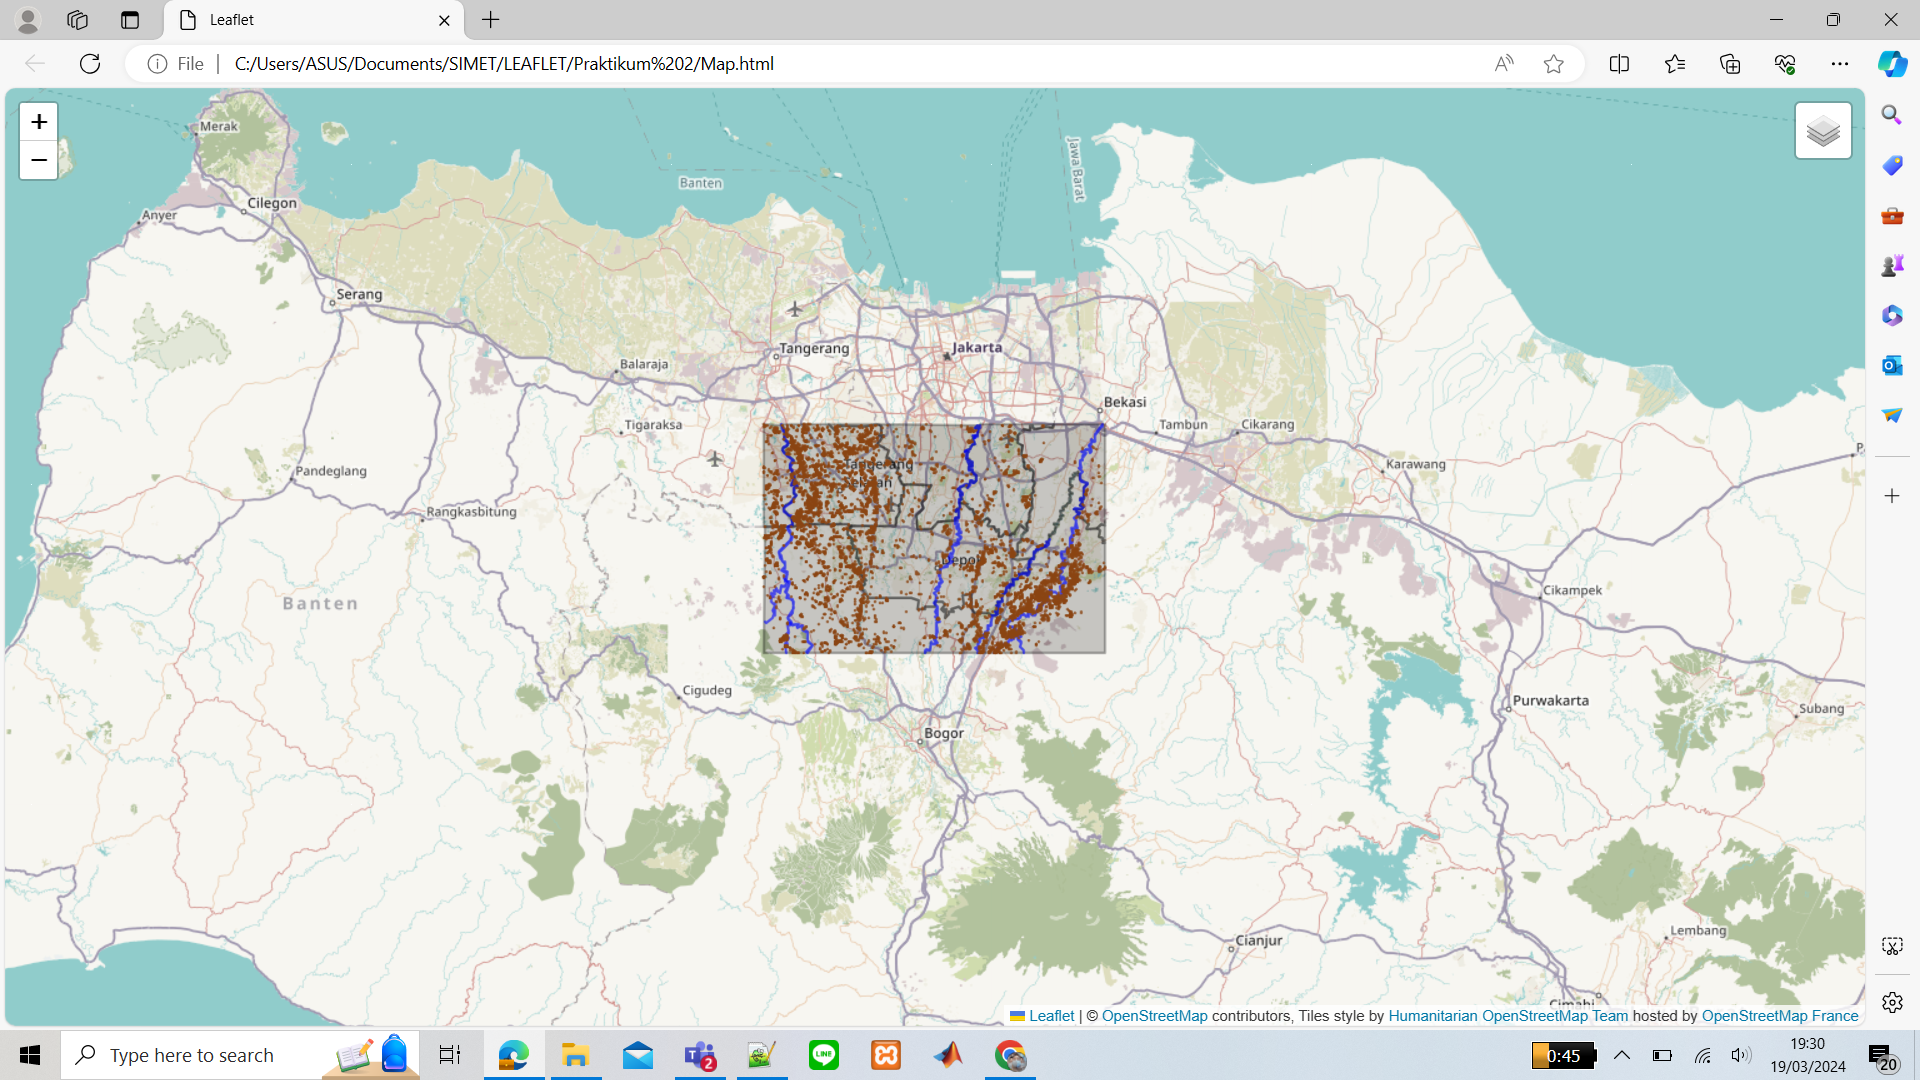 Leaflet
File
C:/Users/ASUS/Documents/SIMET/LEAFLET/Praktikum%202/Map.html
+
−
Merak
Banten
Jawa Barat
Cilegon
Anyer
Serang
Tangerang
Jakarta
Balaraja
Bekasi
Tigaraksa
Tambun
Cikarang
P
Tangerang
Selatan
Pandeglang
Karawang
Rangkasbitung
Depok
Banten
Cikampek
Cigudeg
Purwakarta
Subang
Bogor
Lembang
Cianjur
Cimahi
Leaflet | © OpenStreetMap contributors, Tiles style by Humanitarian OpenStreetMap Team hosted by OpenStreetMap France
Type here to search
2
LINE
0:45
19:30
19/03/2024
20